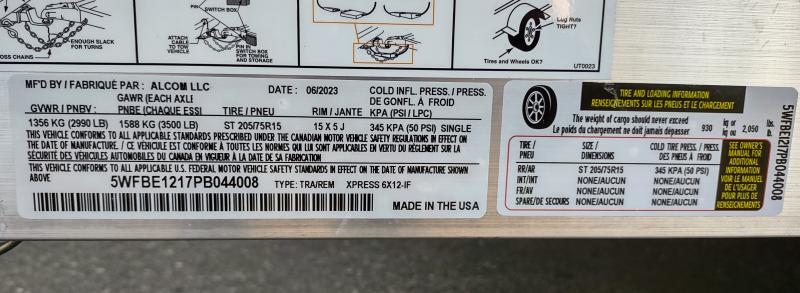 ENOUGH SLACK
FOR TURNS
OSS CHAINS
PIN
SWITCH BOX
ATTACH
CABLE
TO TOW
VEHICLE
PIN IN
SWITCH BOX
FOR TOWING
AND STORAGE
Lug Nuts
TIGHT?
Tires and Wheels OK?
UT0023
MF'D BY / FABRIQUÉ PAR : ALCOM LLC DATE : 06/2023 COLD INFL. PRESS. / PRESS.
GAWR (EACH AXLE DE GONFL. À FROID
GVWR / PNBV : PNBE (CHAQUE ESSI TIRE / PNEU RIM / JANTE KPA (PSI / LPC)
1356 KG (2990 LB) 1588 KG (3500 LB) ST 205/75R15 15 X 5 J 345 KPA (50 PSI) SINGLE
THIS VEHICLE CONFORMS TO ALL APPLICABLE STANDARDS PRESCRIBED UNDER THE CANADIAN MOTOR VEHICLE SAFETY REGULATIONS IN EFFECT ON
THE DATE OF MANUFACTURE. / CE VÉHICULE EST CONFORME À TOUTES LES NORMES QUI LUI SONT APPLICABLES EN VERTU DU RÈGLEMENT SUR LA
SÉCURITÉ DES VÉHICULES AUTOMOBILES DU CANADA EN VIGUEUR À LA DATE DE SA FABRICATION
THIS VEHICLE CONFORMS TO ALL APPLICABLE U.S. FEDERAL MOTOR VEHICLE SAFETY STANDARDS IN EFFECT ON THE DATE OF MANUFACTURE SHOWN
ABOVE
5WFBE1217PB044008 TYPE: TRA/REM XPRESS 6X12-IF
MADE IN THE USA
TIRE AND LOADING INFORMATION
RENSEIGNEMENTS SUR LES PNEUS ET LE CHARGEMENT
The weight of cargo should never exceed
Le poids du chargement ne doit jamais dépasser 930 kg or kg ou 2,050 lbs. lb.
TIRE / SIZE COLD TIRE PRESS. / PRESS.
PNEU DIMENSIONS DES PNEUS À FROID
RR/AR ST 205/75R15 345 KPA (50 PSI)
INT/INT NONE/AUCUN NONE/AUCUN
FR/AV NONE/AUCUN NONE/AUCUN
SPARE/DE SECOURS NONE/AUCUN NONE/AUCUN
SEE OWNER'S
MANUAL FOR
ADDITIONAL
INFORMATION
VOIR LE MANUEL
DE L'USAGER
POUR PLUS DE
RENSEIGNEMENTS
5WFBE1217PB044008